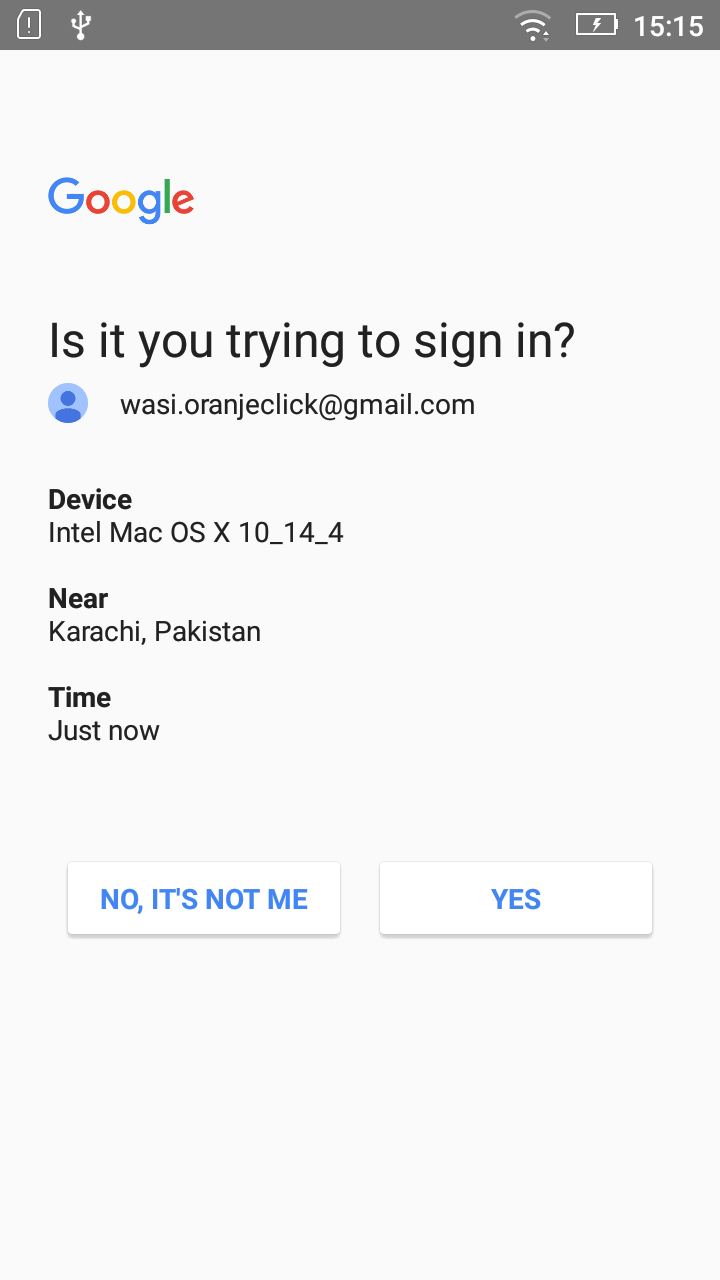 15:15
Google
Is it you trying to sign in?
wasi.oranjeclick@gmail.com
Device
Intel Mac OS X 10_14_4
Near
Karachi, Pakistan
Time
Just now
NO, IT'S NOT ME
YES